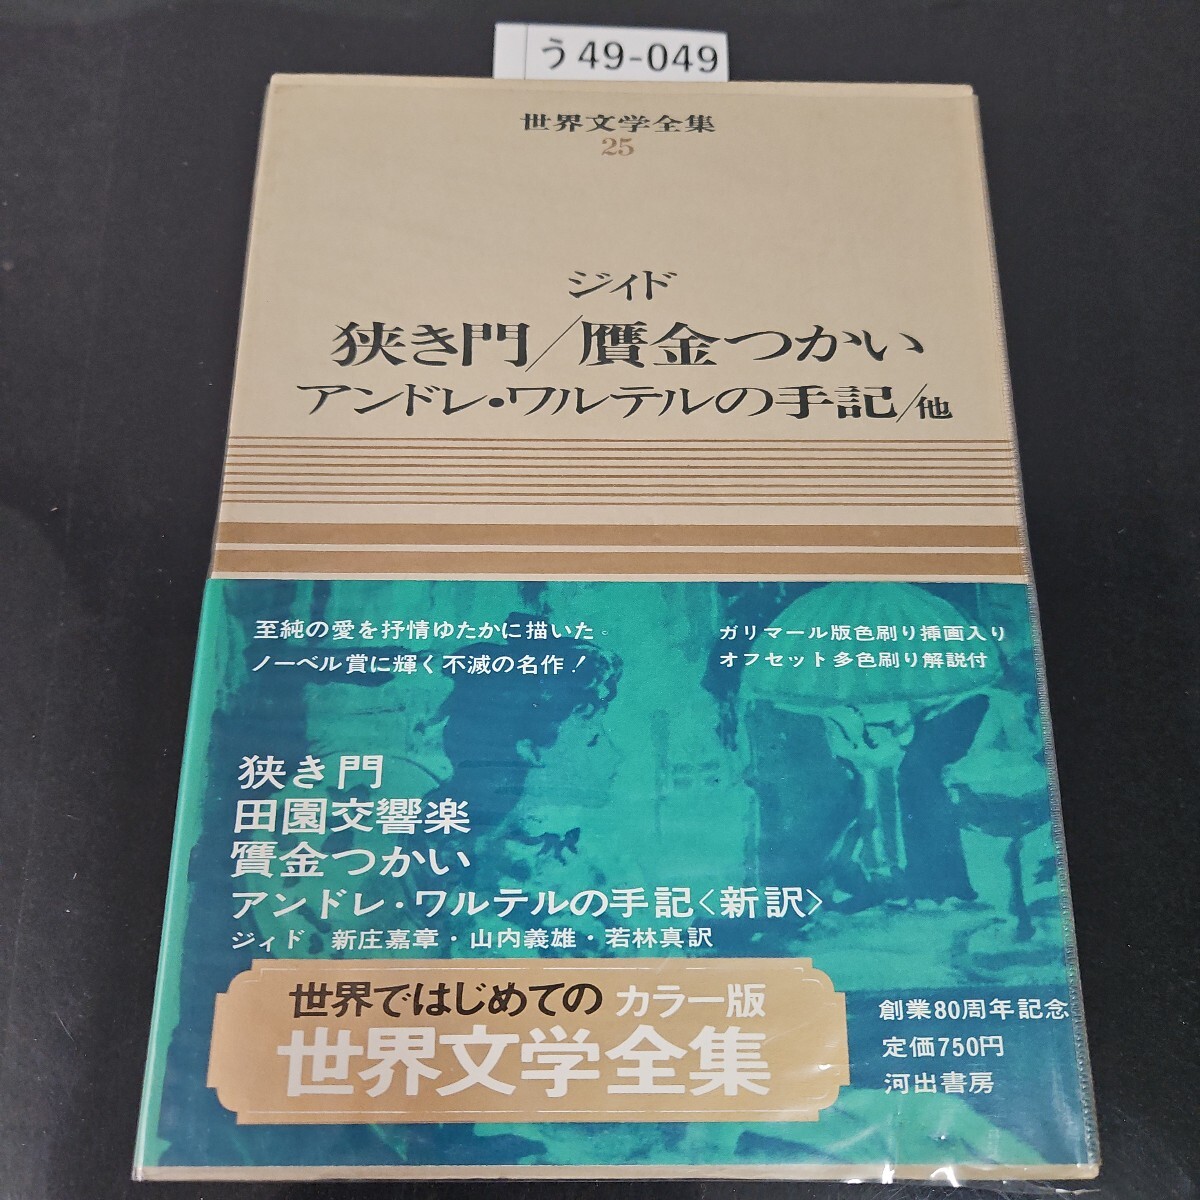 う49-049
世界文学全集
25
ジイド
狭き門/贋金つかい
アンドレ・ワルテルの手記/他
至純の愛を抒情ゆたかに描いた。
ノーベル賞に輝く不滅の名作!
ガリマール版色刷り挿画入り
オフセット多色刷り解説付
狭き門
田園交響楽
贋金つかい
アンドレ・ワルテルの手記〈新訳〉
ジィド 新庄嘉章・山内義雄・若林真訳
世界ではじめての カラー版
世界文学全集
創業80周年記念
定価750円
河出書房